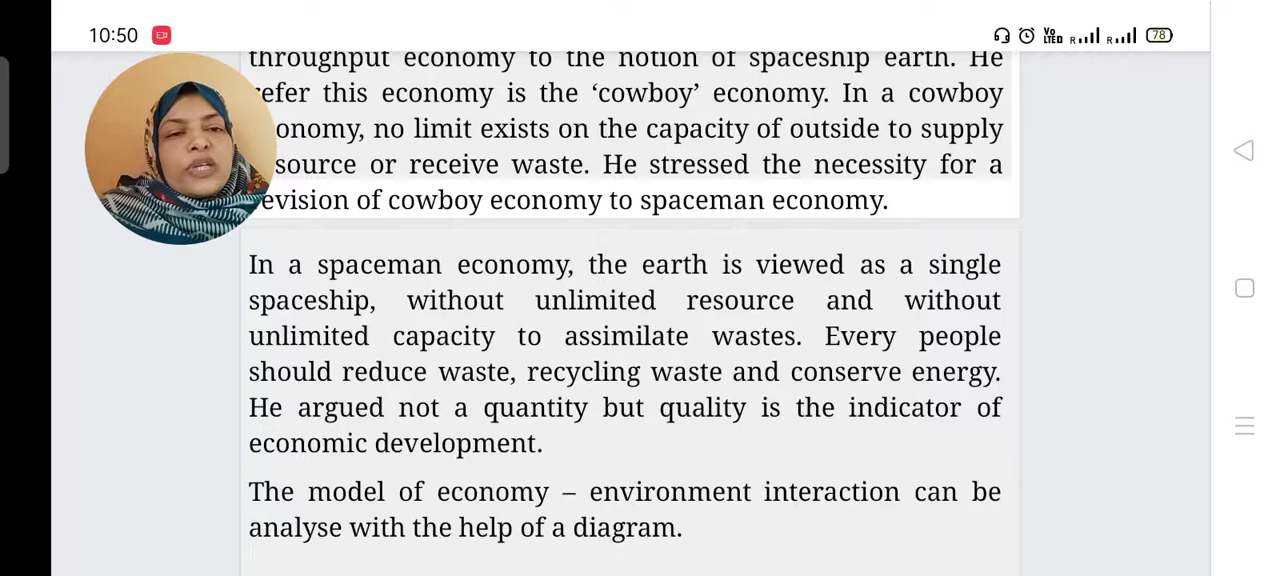 10:50 Vo LTED R R 78
throughput economy to the notion of spaceship earth. He
refer this economy is the ‘cowboy’ economy. In a cowboy
onomy, no limit exists on the capacity of outside to supply
source or receive waste. He stressed the necessity for a
evision of cowboy economy to spaceman economy.
In a spaceman economy, the earth is viewed as a single
spaceship, without unlimited resource and without
unlimited capacity to assimilate wastes. Every people
should reduce waste, recycling waste and conserve energy.
He argued not a quantity but quality is the indicator of
economic development.
The model of economy – environment interaction can be
analyse with the help of a diagram.